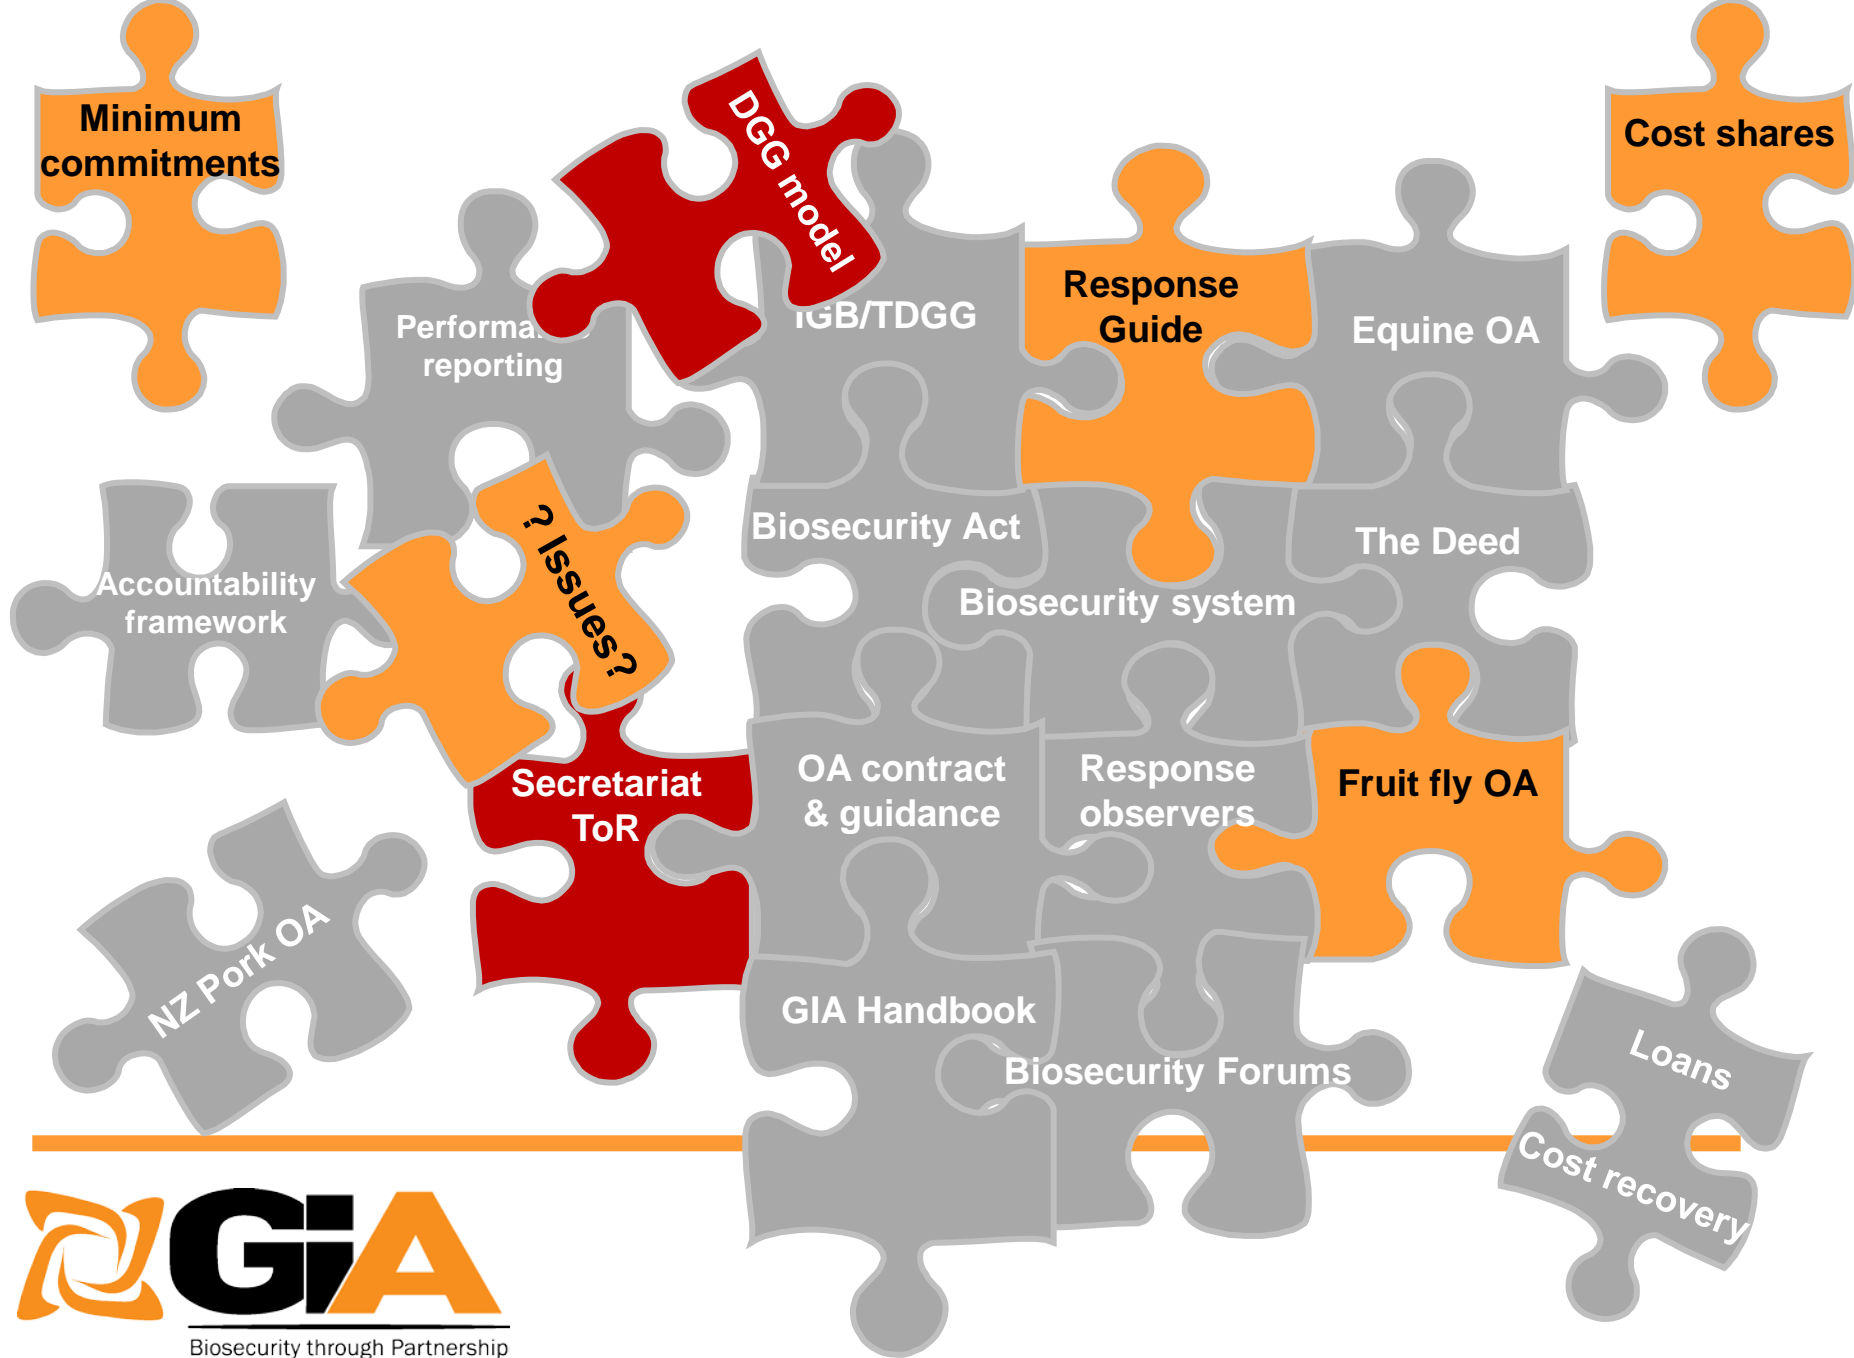 Minimum
commitments
DGG model
Cost shares
Response
Guide
IGB/TDGG
Equine OA
reporting
? Issues?
Biosecurity Act
The Deed
Accountability
framework
Biosecurity system
Secretariat
ToR
OA contract
& guidance
Response
observers
Fruit fly OA
NZ Pork OA
GIA Handbook
Biosecurity Forums
Loans
Cost recovery
GiA
Biosecurity through Partnership